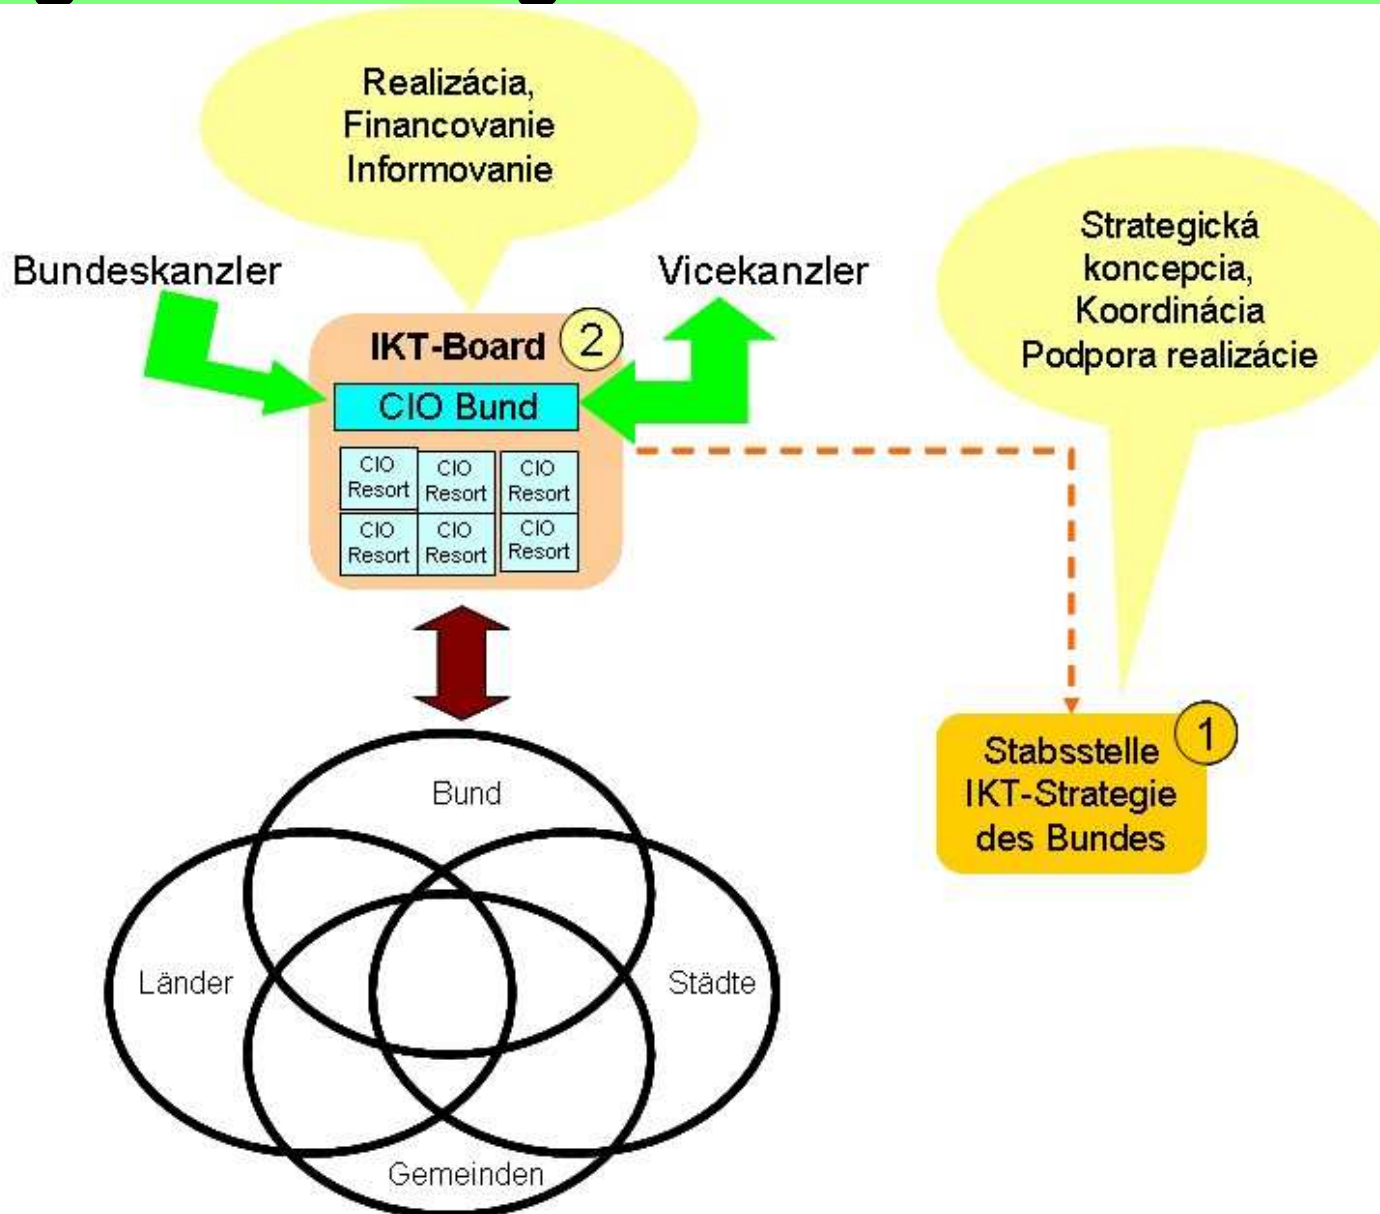 Realizácia,
Financovanie
Informovanie
Strategická
koncepcia,
Koordinácia
Podpora realizácie
Bundeskanzler
Vicekanzler
IKT-Board
2
CIO Bund
CIO
Resort
CIO
Resort
CIO
Resort
CIO
Resort
CIO
Resort
CIO
Resort
1
Stabsstelle
IKT-Strategie
des Bundes
Bund
Länder
Städte
Gemeinden